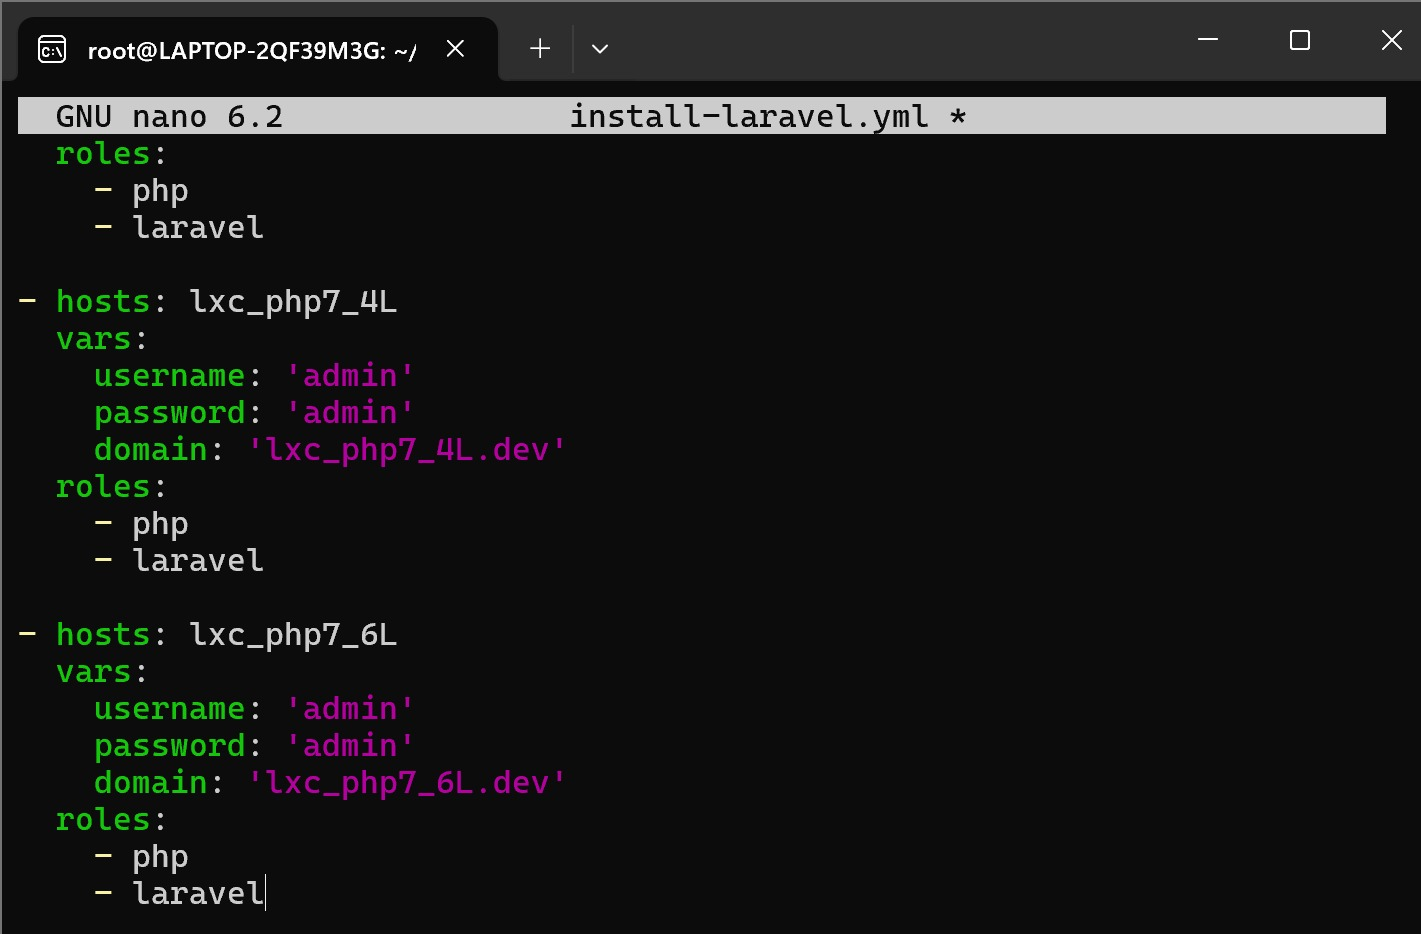 root@LAPTOP-2QF39M3G: ~/
GNU nano 6.2 install-laravel.yml *
  roles:
    - php
    - laravel

- hosts: lxc_php7_4L
  vars:
    username: 'admin'
    password: 'admin'
    domain: 'lxc_php7_4L.dev'
  roles:
    - php
    - laravel

- hosts: lxc_php7_6L
  vars:
    username: 'admin'
    password: 'admin'
    domain: 'lxc_php7_6L.dev'
  roles:
    - php
    - laravel